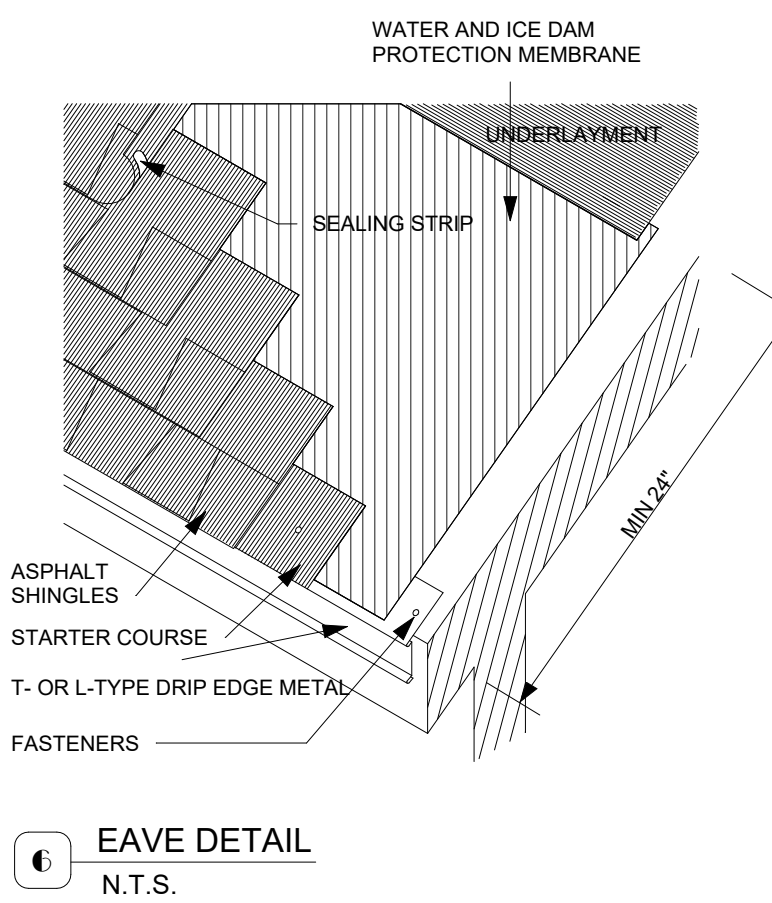 WATER AND ICE DAM
PROTECTION MEMBRANE
UNDERLAYMENT
SEALING STRIP
MIN 24"
ASPHALT
SHINGLES
STARTER COURSE
T- OR L-TYPE DRIP EDGE METAL
FASTENERS
6
EAVE DETAIL
N.T.S.